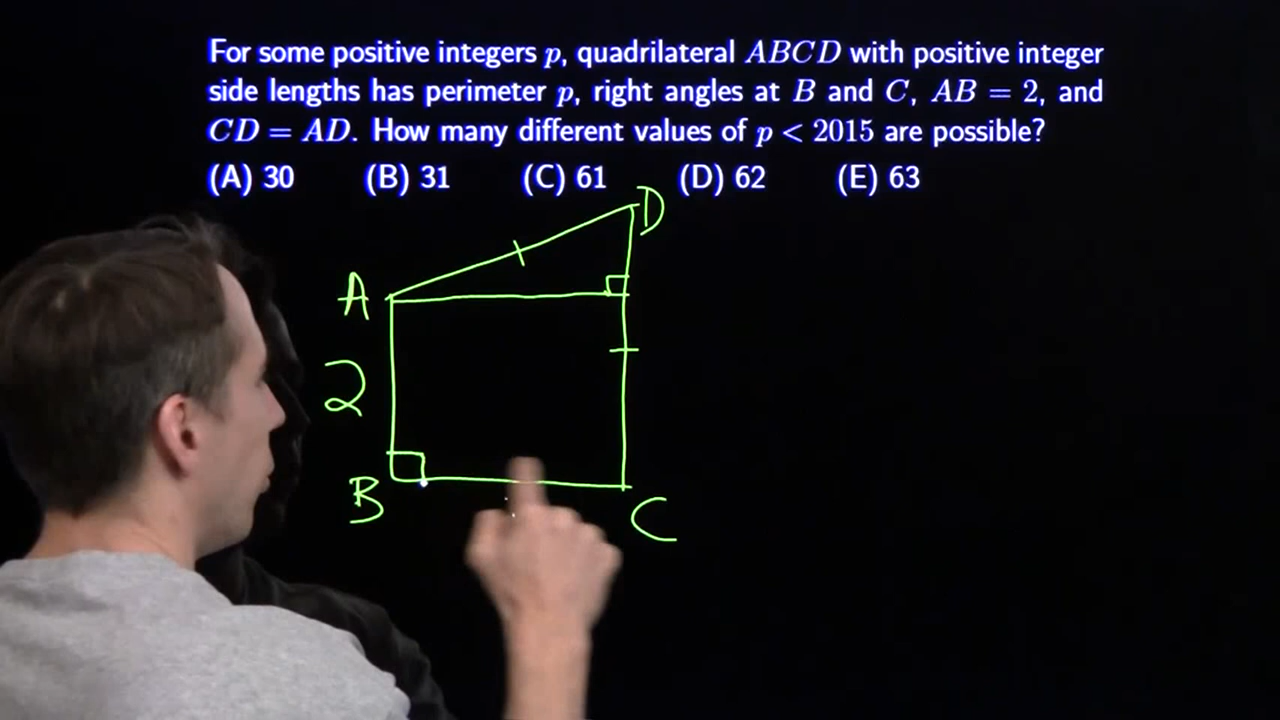 For some positive integers p, quadrilateral ABCD with positive integer
side lengths has perimeter p, right angles at B and C, AB = 2, and
CD = AD. How many different values of p < 2015 are possible?
(A) 30 (B) 31 (C) 61 (D) 62 (E) 63
D
A
2
B
C